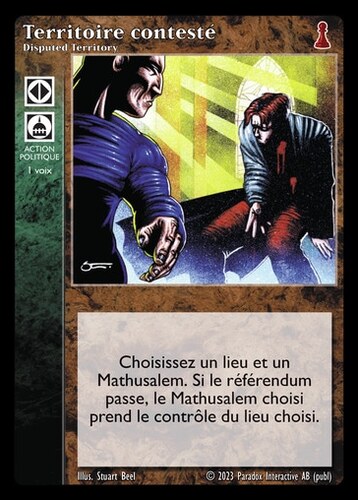 Territoire contesté
Disputed Territory
ACTION
POLITIQUE
1 voix
Choisissez un lieu et un
Mathusalem. Si le référendum
passe, le Mathusalem choisi
prend le contrôle du lieu choisi.
Illus. Stuart Beel © 2023 Paradox Interactive AB (publ)